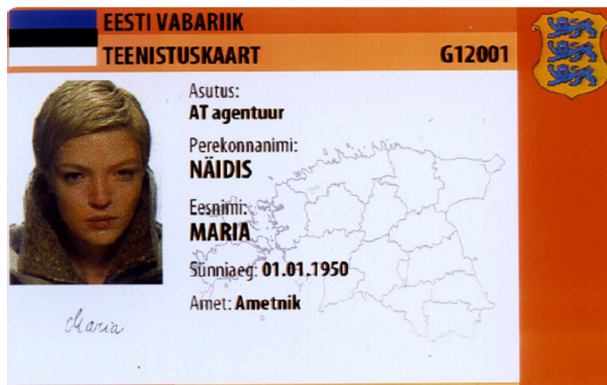 EESTI VABARIIK
TEENISTUSKAART G12001
Asutus:
AT agentuur
Perekonnanimi:
NÄIDIS
Eesnimi:
MARIA
Sünniaeg: 01.01.1950
Amet: Ametnik
Maria